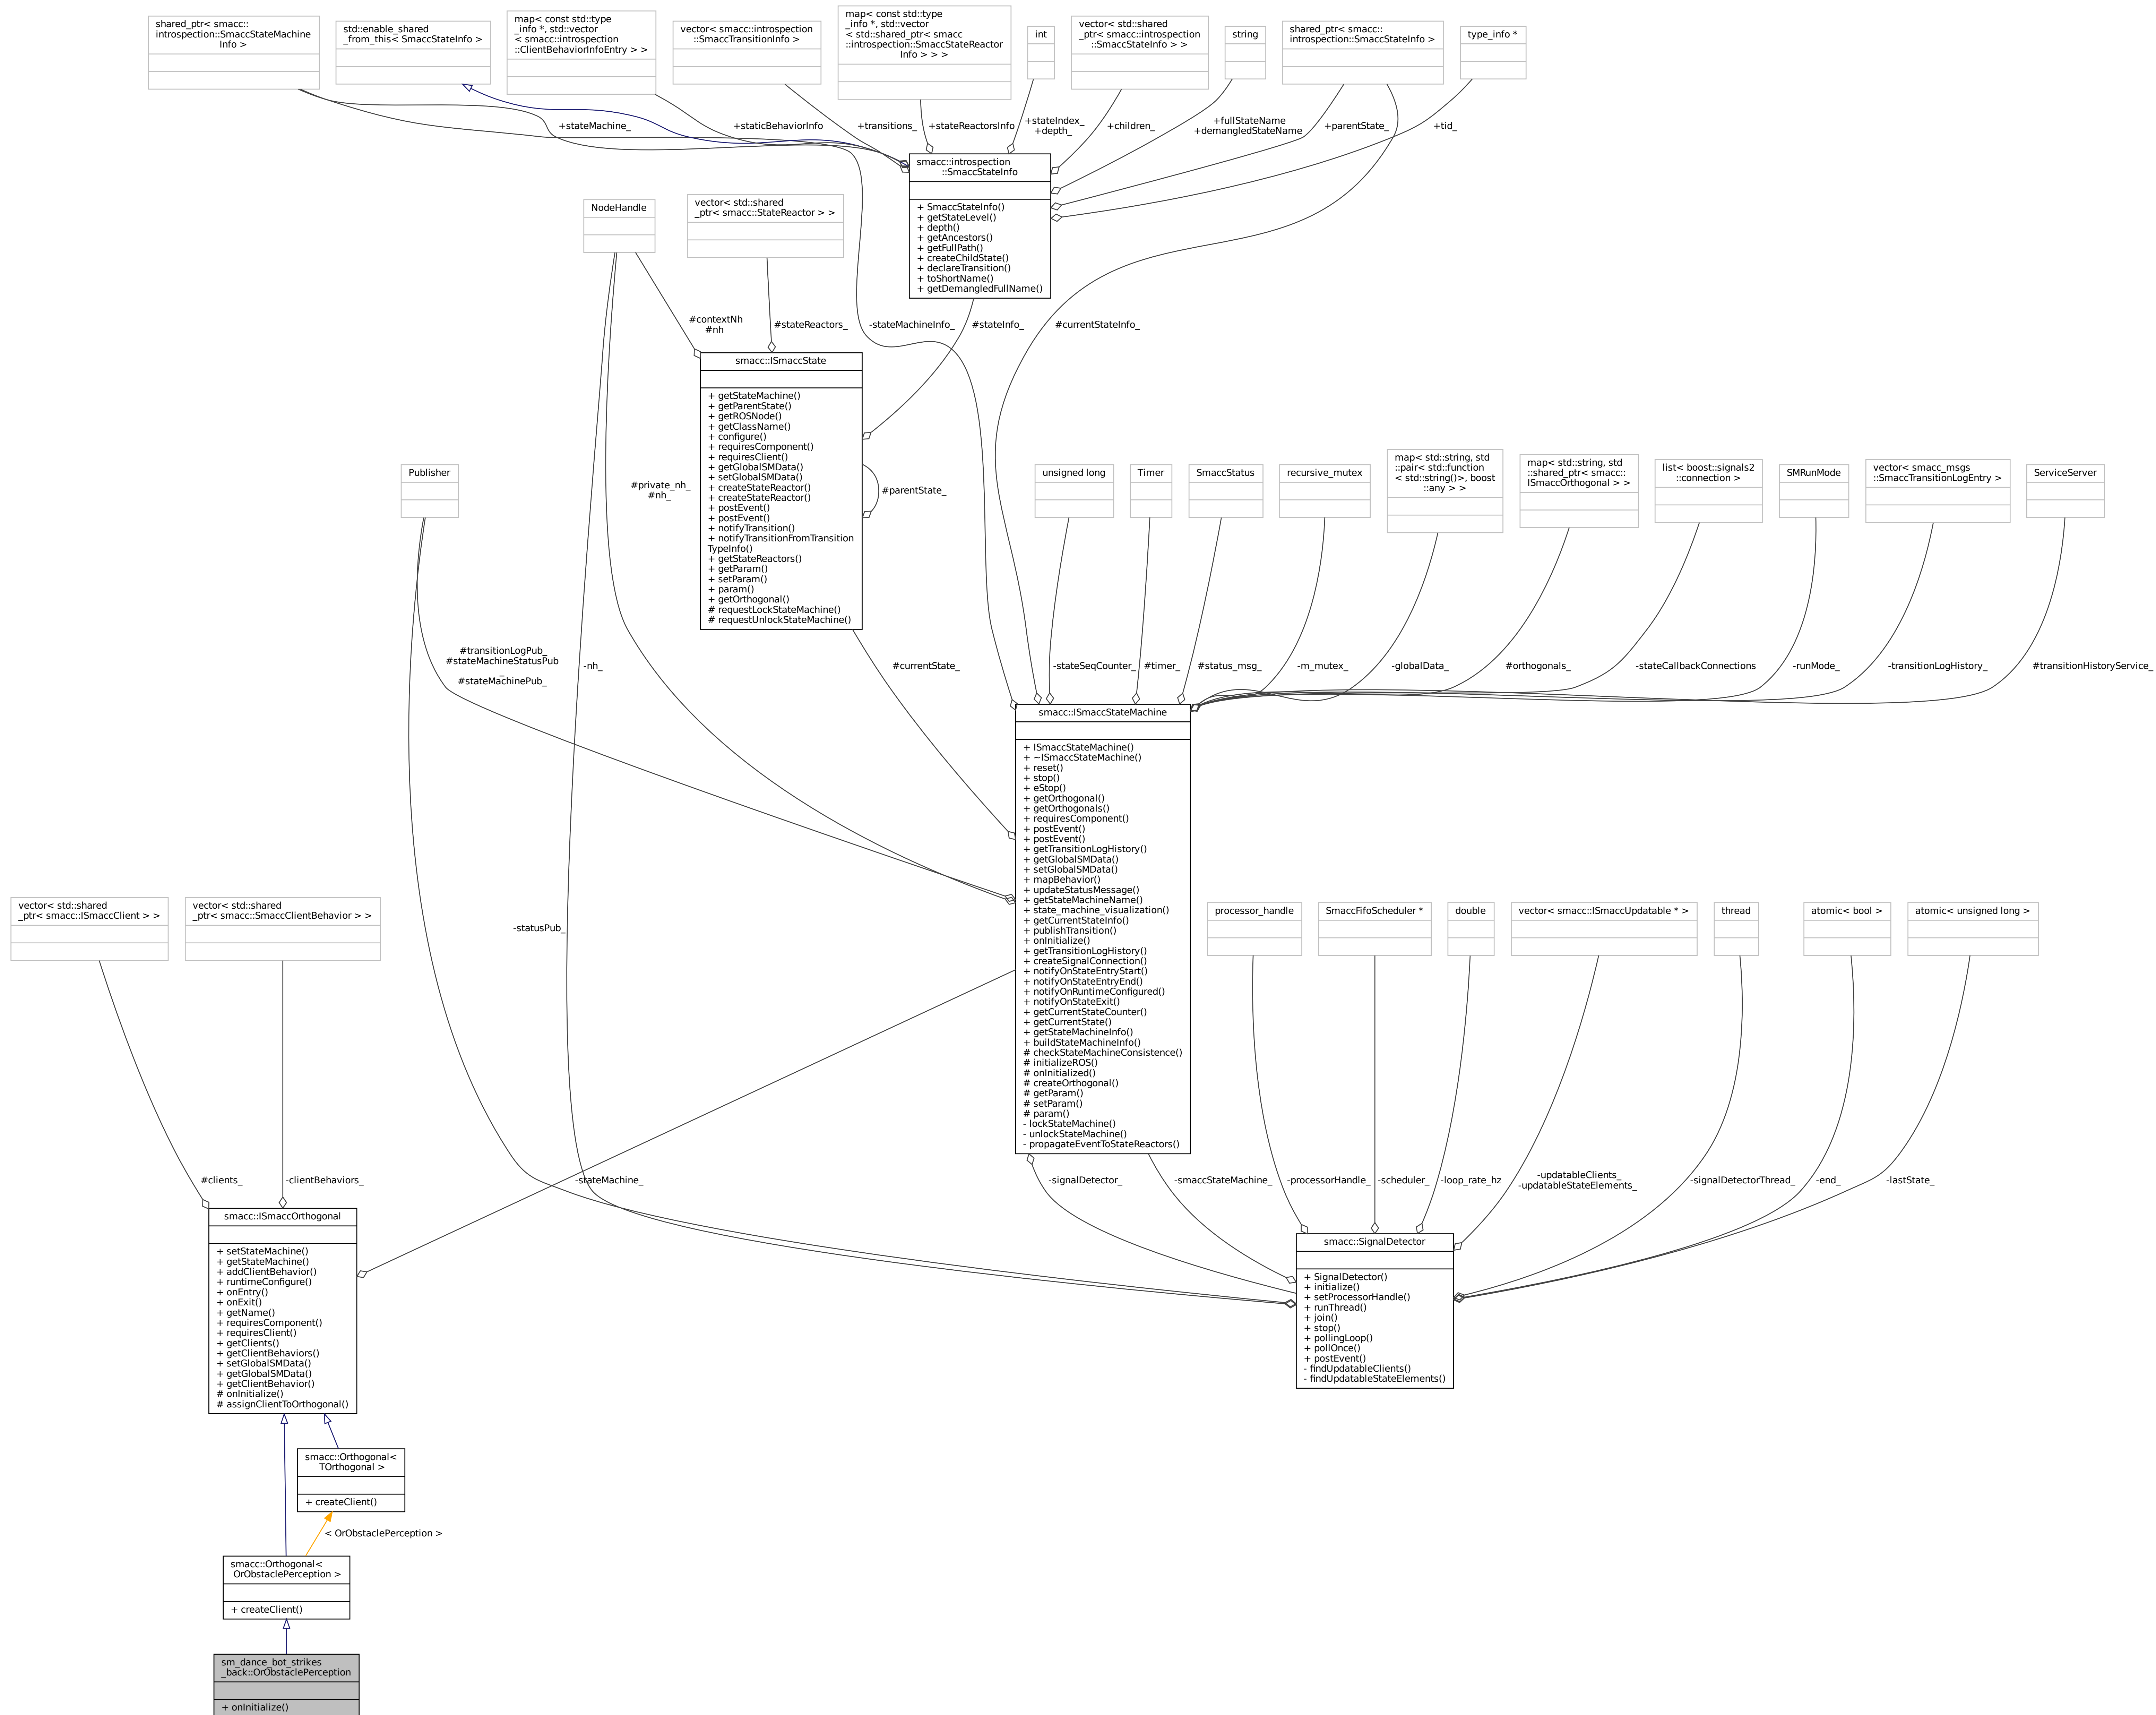 shared_ptr< smacc::
introspection::SmaccStateMachine
Info >
std::enable_shared
_from_this< SmaccStateInfo >
map< const std::type
_info *, std::vector
< smacc::introspection
::ClientBehaviorInfoEntry > >
vector< smacc::introspection
::SmaccTransitionInfo >
map< const std::type
_info *, std::vector
< std::shared_ptr< smacc
::introspection::SmaccStateReactor
Info > > >
int
vector< std::shared
_ptr< smacc::introspection
::SmaccStateInfo > >
string
shared_ptr< smacc::
introspection::SmaccStateInfo >
type_info *
+stateMachine_
+staticBehaviorInfo
+transitions_
+stateReactorsInfo
+stateIndex_
+depth_
+children_
+fullStateName
+demangledStateName
+parentState_
+tid_
smacc::introspection
::SmaccStateInfo
+ SmaccStateInfo()
+ getStateLevel()
+ depth()
+ getAncestors()
+ getFullPath()
+ createChildState()
+ declareTransition()
+ toShortName()
+ getDemangledFullName()
NodeHandle
vector< std::shared
_ptr< smacc::StateReactor > >
#contextNh
#nh
#stateReactors_
-stateMachineInfo_
#stateInfo_
#currentStateInfo_
smacc::ISmaccState
+ getStateMachine()
+ getParentState()
+ getROSNode()
+ getClassName()
+ configure()
+ requiresComponent()
+ requiresClient()
+ getGlobalSMData()
+ setGlobalSMData()
+ createStateReactor()
+ createStateReactor()
+ postEvent()
+ postEvent()
+ notifyTransition()
+ notifyTransitionFromTransition
TypeInfo()
+ getStateReactors()
+ getParam()
+ setParam()
+ param()
+ getOrthogonal()
# requestLockStateMachine()
# requestUnlockStateMachine()
#parentState_
Publisher
#private_nh_
#nh_
unsigned long
Timer
SmaccStatus
recursive_mutex
map< std::string, std
::pair< std::function
< std::string()>, boost
::any > >
map< std::string, std
::shared_ptr< smacc::
ISmaccOrthogonal > >
list< boost::signals2
::connection >
SMRunMode
vector< smacc_msgs
::SmaccTransitionLogEntry >
ServiceServer
#transitionLogPub_
#stateMachineStatusPub
_
#stateMachinePub_
-nh_
#currentState_
-stateSeqCounter_
#timer_
#status_msg_
-m_mutex_
-globalData_
#orthogonals_
-stateCallbackConnections
-runMode_
-transitionLogHistory_
#transitionHistoryService_
smacc::ISmaccStateMachine
+ ISmaccStateMachine()
+ ~ISmaccStateMachine()
+ reset()
+ stop()
+ eStop()
+ getOrthogonal()
+ getOrthogonals()
+ requiresComponent()
+ postEvent()
+ postEvent()
+ getTransitionLogHistory()
+ getGlobalSMData()
+ setGlobalSMData()
+ mapBehavior()
+ updateStatusMessage()
+ getStateMachineName()
+ state_machine_visualization()
+ getCurrentStateInfo()
+ publishTransition()
+ onInitialize()
+ getTransitionLogHistory()
+ createSignalConnection()
+ notifyOnStateEntryStart()
+ notifyOnStateEntryEnd()
+ notifyOnRuntimeConfigured()
+ notifyOnStateExit()
+ getCurrentStateCounter()
+ getCurrentState()
+ getStateMachineInfo()
+ buildStateMachineInfo()
# checkStateMachineConsistence()
# initializeROS()
# onInitialized()
# createOrthogonal()
# getParam()
# setParam()
# param()
- lockStateMachine()
- unlockStateMachine()
- propagateEventToStateReactors()
vector< std::shared
_ptr< smacc::ISmaccClient > >
vector< std::shared
_ptr< smacc::SmaccClientBehavior > >
-statusPub_
processor_handle
SmaccFifoScheduler *
double
vector< smacc::ISmaccUpdatable * >
thread
atomic< bool >
atomic< unsigned long >
#clients_
-clientBehaviors_
-stateMachine_
-signalDetector_
-smaccStateMachine_
-processorHandle_
-scheduler_
-loop_rate_hz
-updatableClients_
-updatableStateElements_
-signalDetectorThread_
-end_
-lastState_
smacc::ISmaccOrthogonal
+ setStateMachine()
+ getStateMachine()
+ addClientBehavior()
+ runtimeConfigure()
+ onEntry()
+ onExit()
+ getName()
+ requiresComponent()
+ requiresClient()
+ getClients()
+ getClientBehaviors()
+ setGlobalSMData()
+ getGlobalSMData()
+ getClientBehavior()
# onInitialize()
# assignClientToOrthogonal()
smacc::SignalDetector
+ SignalDetector()
+ initialize()
+ setProcessorHandle()
+ runThread()
+ join()
+ stop()
+ pollingLoop()
+ pollOnce()
+ postEvent()
- findUpdatableClients()
- findUpdatableStateElements()
smacc::Orthogonal<
TOrthogonal >
+ createClient()
< OrObstaclePerception >
smacc::Orthogonal<
OrObstaclePerception >
+ createClient()
sm_dance_bot_strikes
_back::OrObstaclePerception
+ onInitialize()